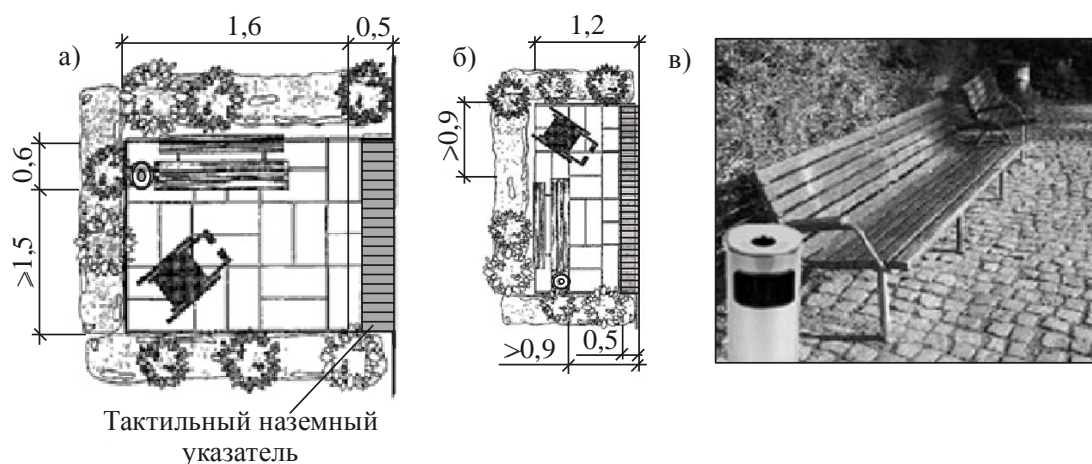 1,6
0,5
1,2
а)
б)
в)
>0,9
0,6
>1,5
0,5
>0,9
Тактильный наземный
указатель